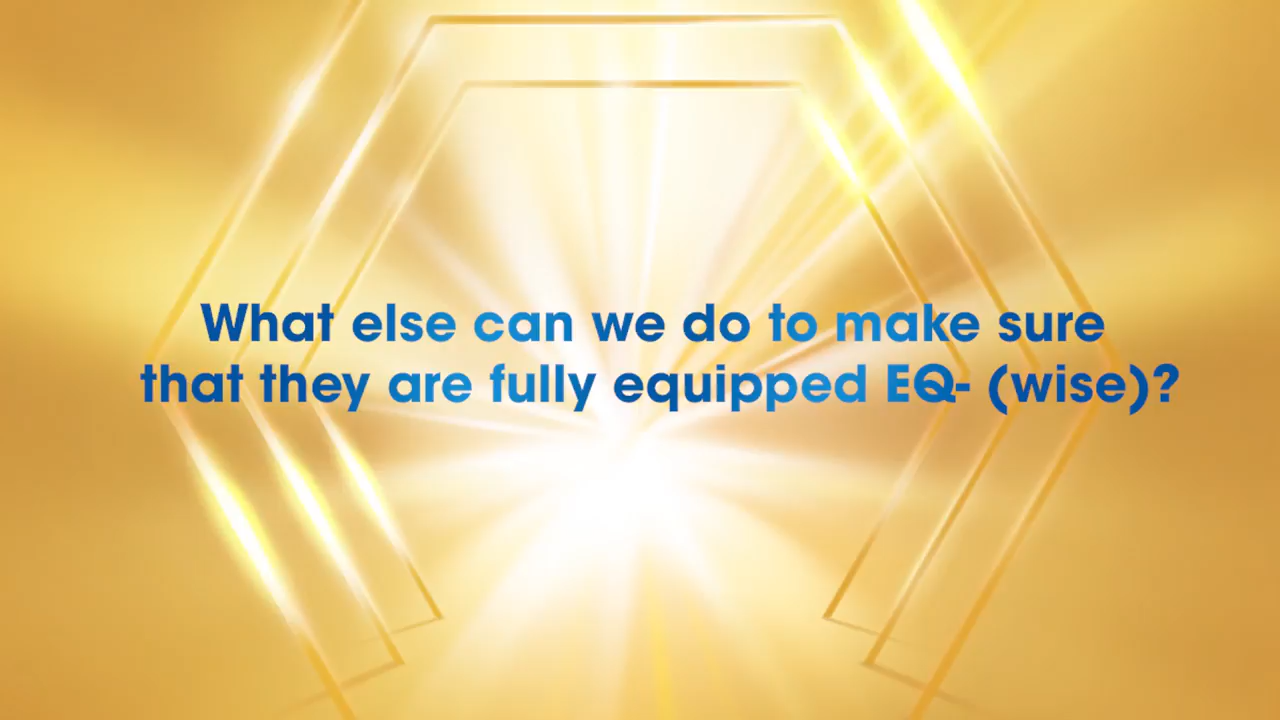 What else can we do to make sure
that they are fully equipped EQ- (wise)?